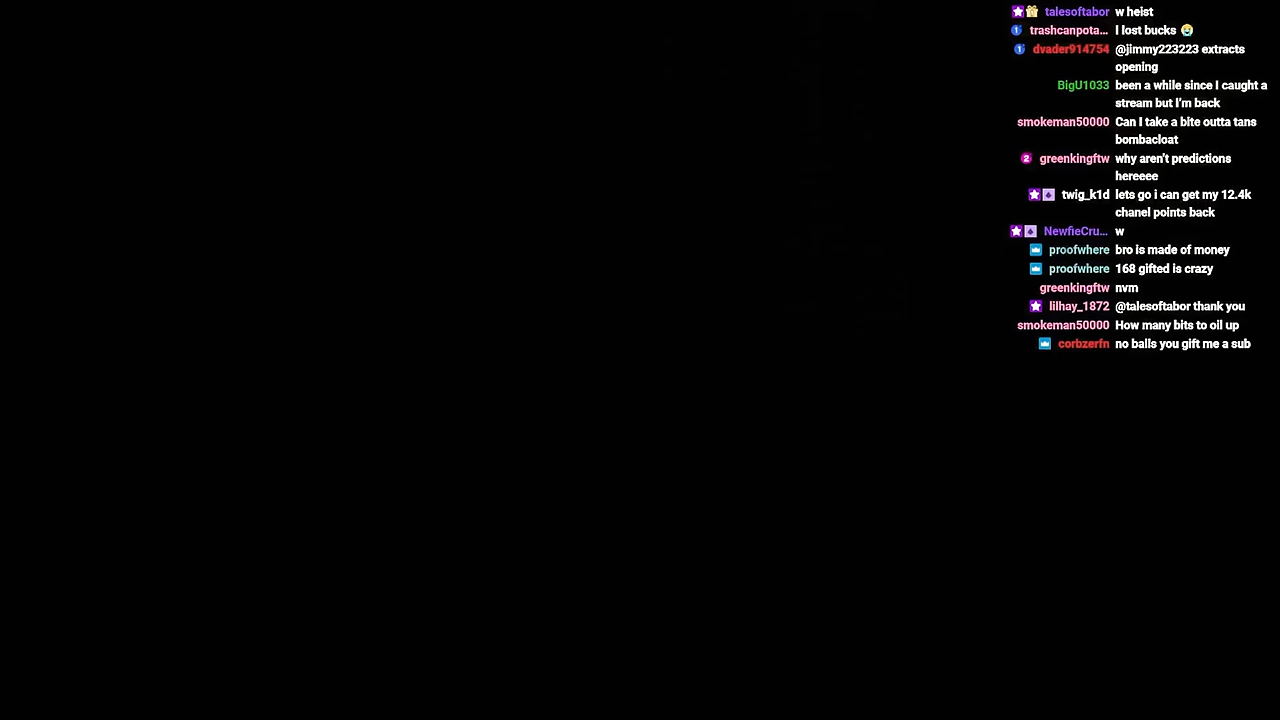 talesoftabor w heist
trashcanpota... I lost bucks 😭
dvader914754 @jimmy223223 extracts
opening
BigU1033 been a while since I caught a
stream but I'm back
smokeman50000 Can I take a bite outta tans
bombacloat
2 greenkingftw why aren't predictions
hereeee
twig_k1d lets go i can get my 12.4k
chanel points back
NewfieCru... w
proofwhere bro is made of money
proofwhere 168 gifted is crazy
greenkingftw nvm
lilhay_1872 @talesoftabor thank you
smokeman50000 How many bits to oil up
corbzerfn no balls you gift me a sub